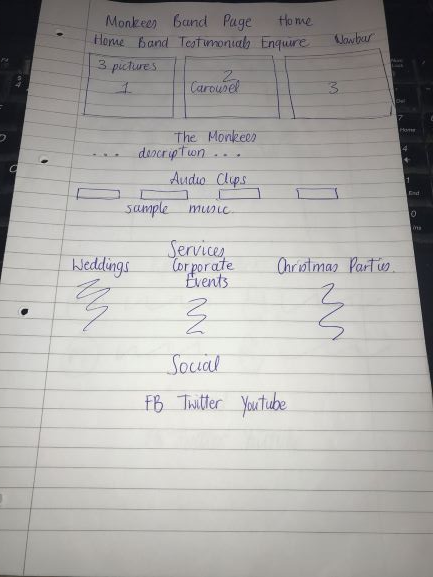 Monkees Band Page Home
Home Band Testimonials Enquire Navbar
3 pictures
1
2
Carousel
3
The Monkees
... description ...
Audio Clips
sample music.
Services
Weddings
Corporate
Events
Christmas Parties.
Social
FB Twitter Youtube